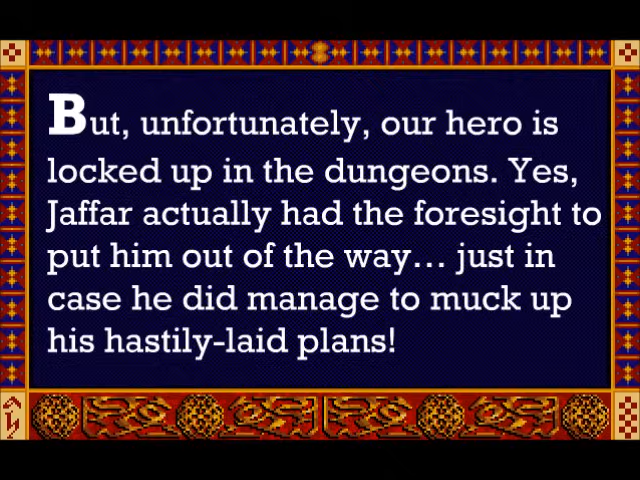 But, unfortunately, our hero is
locked up in the dungeons. Yes,
Jaffar actually had the foresight to
put him out of the way... just in
case he did manage to muck up
his hastily-laid plans!